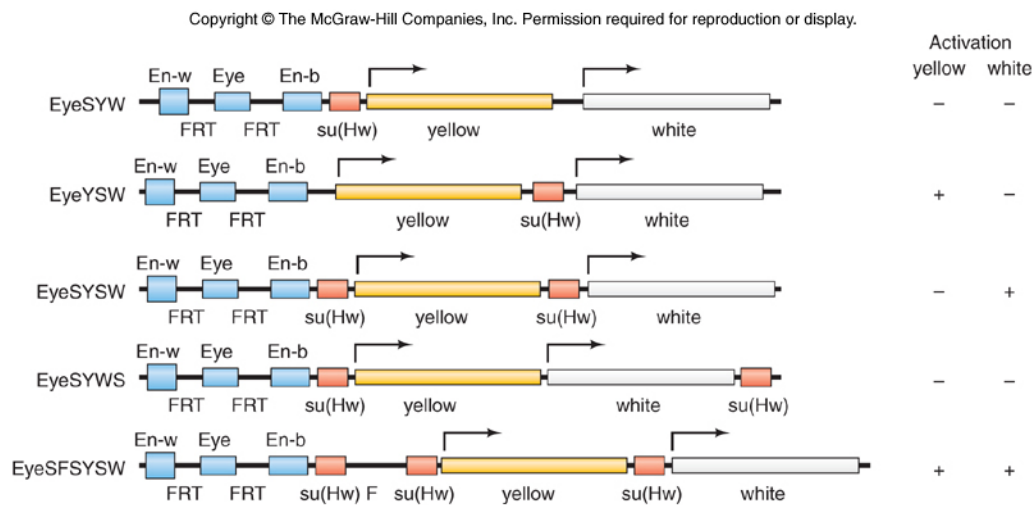 Copyright © The McGraw-Hill Companies, Inc. Permission required for reproduction or display.
Activation
yellow white
En-w Eye En-b
EyeSYW – –
FRT FRT su(Hw) yellow white
En-w Eye En-b
EyeYSW + –
FRT FRT yellow su(Hw) white
En-w Eye En-b
EyeSYSW – +
FRT FRT su(Hw) yellow su(Hw) white
En-w Eye En-b
EyeSYWS – –
FRT FRT su(Hw) yellow white su(Hw)
En-w Eye En-b
EyeSFSYSW + +
FRT FRT su(Hw) F su(Hw) yellow su(Hw) white